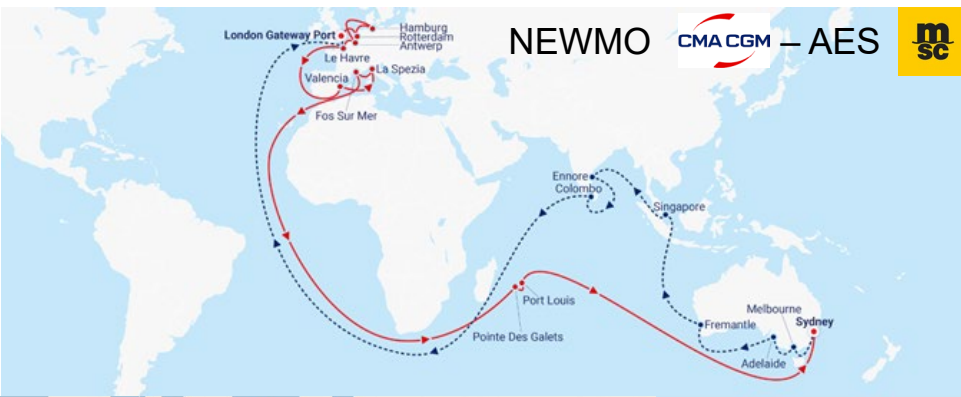 NEWMO CMA CGM – AES msc
London Gateway Port
Hamburg
Rotterdam
Antwerp
Le Havre
Valencia
La Spezia
Fos Sur Mer
Ennore
Colombo
Singapore
Port Louis
Pointe Des Galets
Melbourne
Sydney
Fremantle
Adelaide